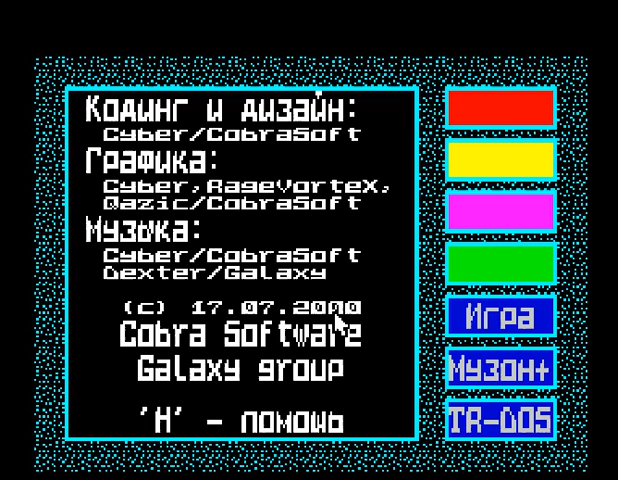 Кодинг и дизайн:
Cyber/CobraSoft
Графика:
Cyber,RageVorteX,
Qazic/CobraSoft
Музыка:
Cyber/CobraSoft
Dexter/Galaxy
(c) 17.07.2000
Cobra Software
Galaxy group
'H' - помошь
Игра
Музон+
TR-DOS